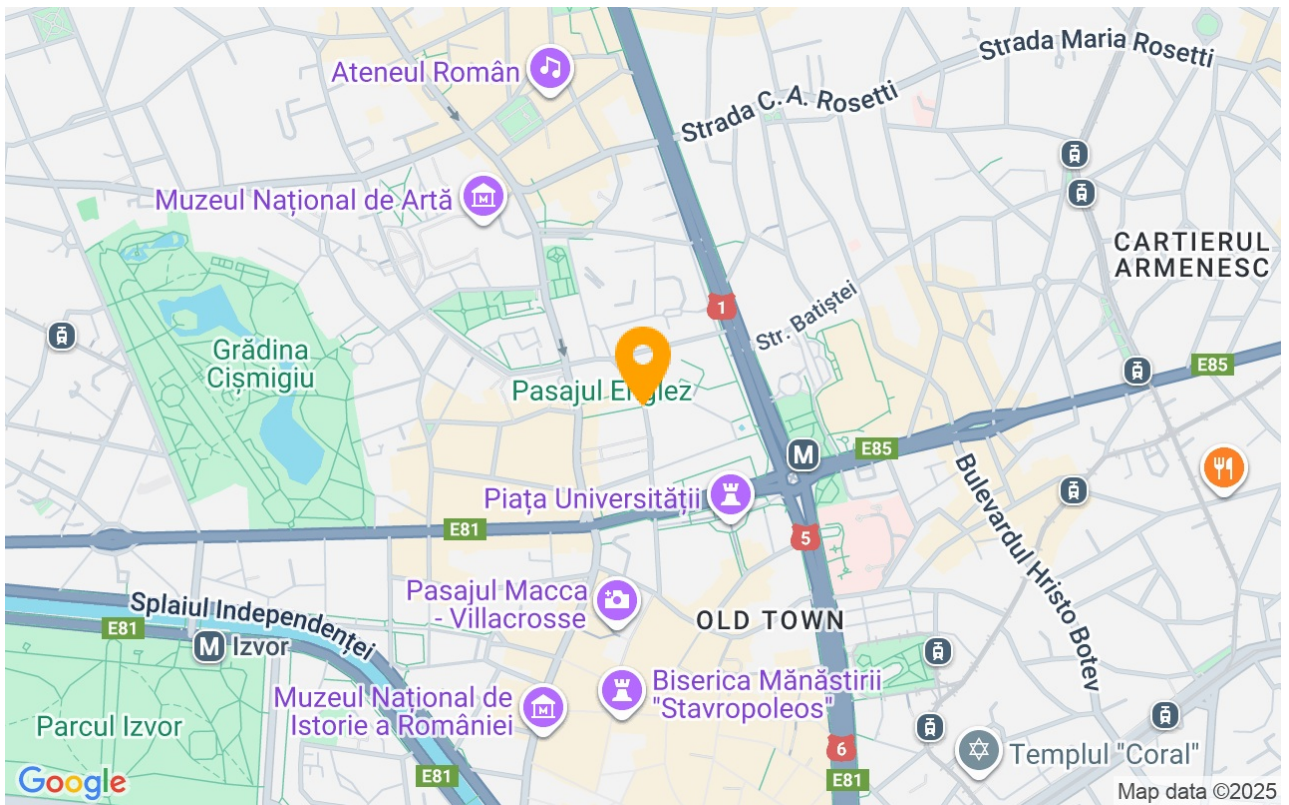 Strada Maria Rosetti
Ateneul Român
Strada C. A. Rosetti
Muzeul Național de Artă
CARTIERUL
ARMENESC
1
Str. Batiștei
Grădina
Cișmigiu
E85
Pasajul Englez
M
E85
Piața Universității
E81
5
Bulevardul Hristo Botev
Pasajul Macca
- Villacrosse
Splaiul Independenței
OLD TOWN
E81
M Izvor
Biserica Mănăstirii
"Stavropoleos"
Muzeul Național de
Istorie a României
Parcul Izvor
6
Templul "Coral"
E81
E81
Google
Map data ©2025